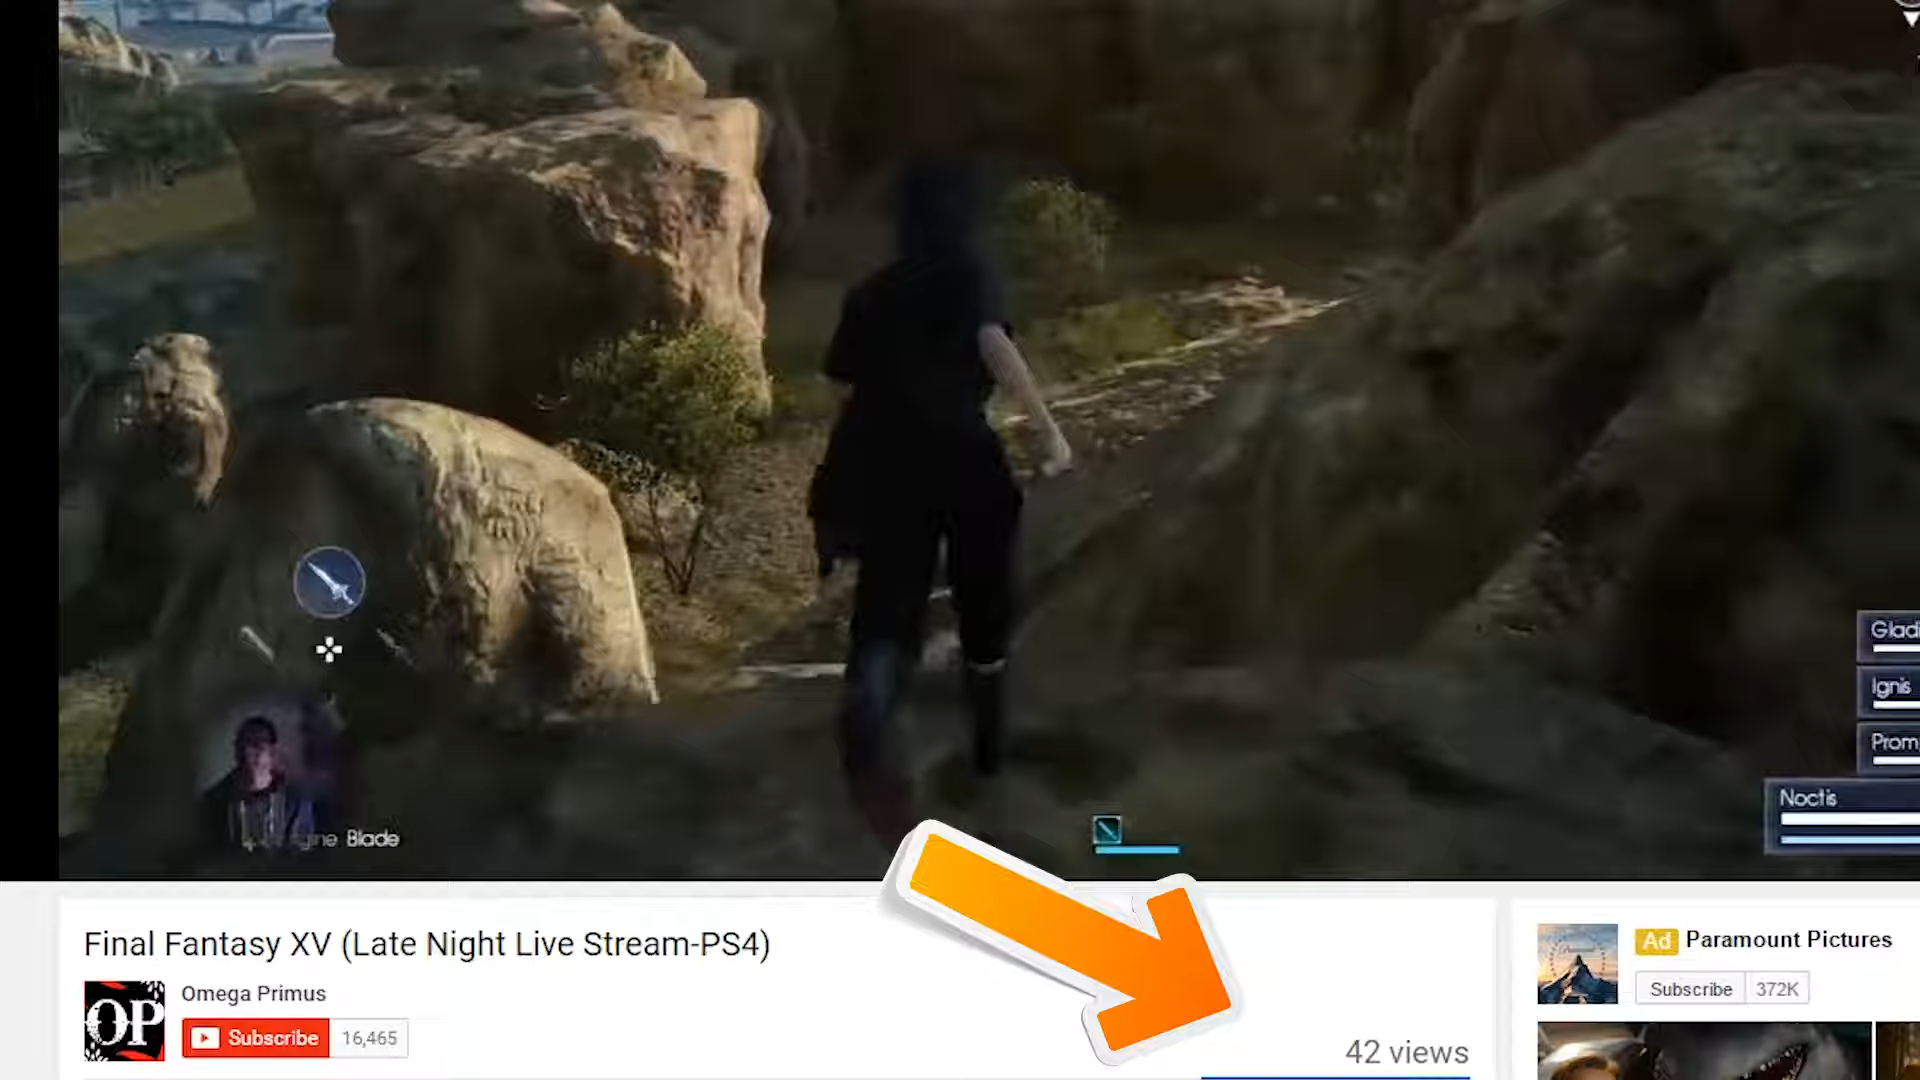 Gladi
Ignis
Prom
Noctis
Blade
Final Fantasy XV (Late Night Live Stream-PS4)
OP
Omega Primus
Subscribe 16,465
42 views
Ad Paramount Pictures
Subscribe 372K